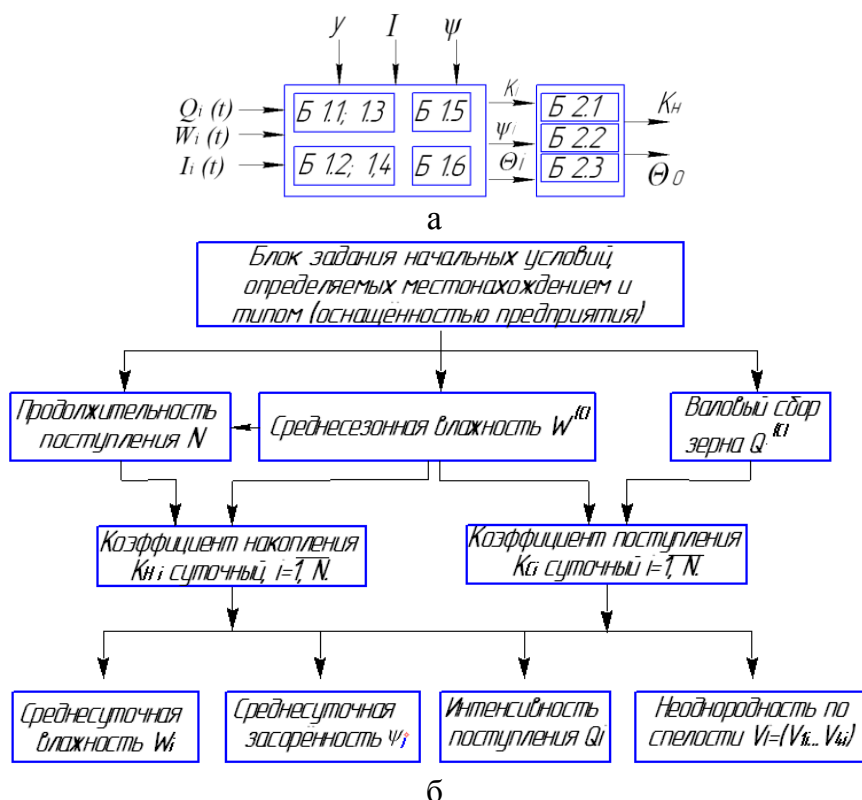 y I ψ
Qi (t)
Wi (t)
Ii (t)
Б 1.1; 1.3
Б 1.5
Б 1.2; 1,4
Б 1.6
Ki
ψi
Θi
Б 2.1
Б 2.2
Б 2.3
Kн
Θ0
а
Блок задания начальных условий,
определяемых местонахождением и
типом (оснащённостью предприятия)
Продолжительность
поступления N
Среднесезонная влажность W(C)
Валовый сбор
зерна Q(C)
Коэффициент накопления
Kн i суточный, i=1, N.
Коэффициент поступления
KCi суточный i=1, N.
Среднесуточная
влажность Wi
Среднесуточная
засорённость ψi
Интенсивность
поступления Qi
Неоднородность по
спелости Vi=(V1i... V4i)
б